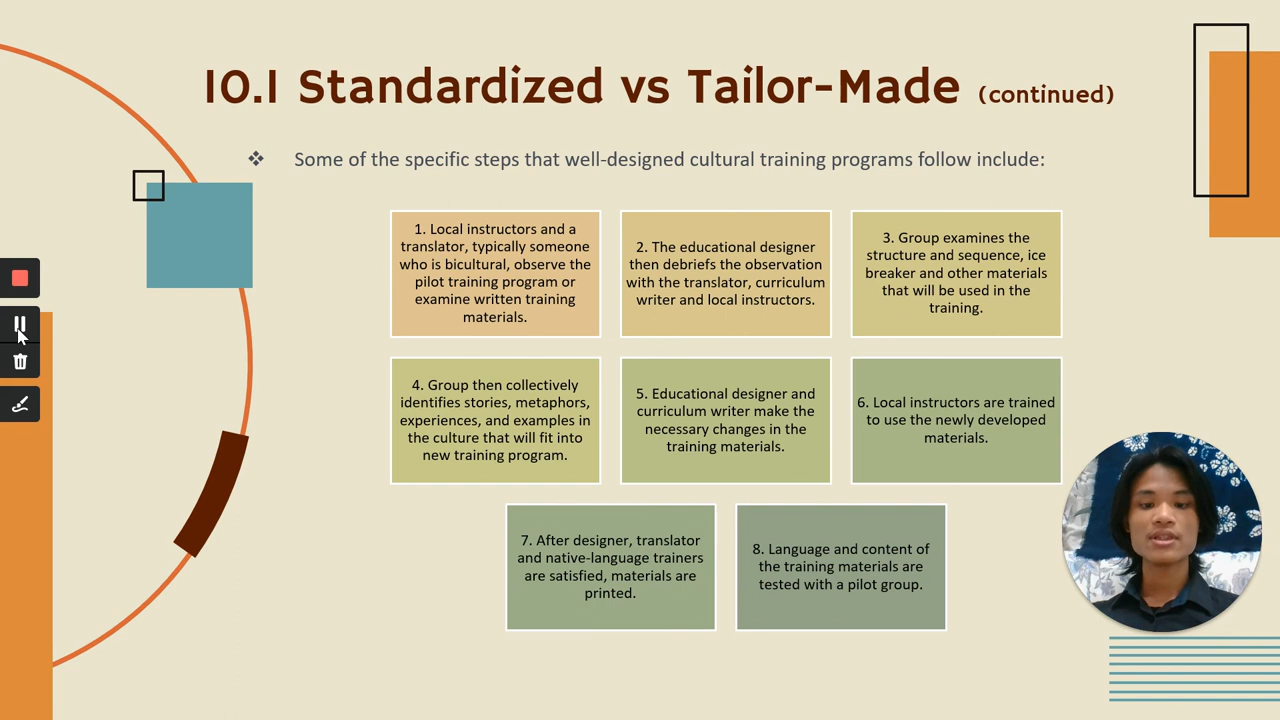 10.1 Standardized vs Tailor-Made (continued)
❖ Some of the specific steps that well-designed cultural training programs follow include:
1. Local instructors and a
translator, typically someone
who is bicultural, observe the
pilot training program or
examine written training
materials.
2. The educational designer
then debriefs the observation
with the translator, curriculum
writer and local instructors.
3. Group examines the
structure and sequence, ice
breaker and other materials
that will be used in the
training.
4. Group then collectively
identifies stories, metaphors,
experiences, and examples in
the culture that will fit into
new training program.
5. Educational designer and
curriculum writer make the
necessary changes in the
training materials.
6. Local instructors are trained
to use the newly developed
materials.
7. After designer, translator
and native-language trainers
are satisfied, materials are
printed.
8. Language and content of
the training materials are
tested with a pilot group.